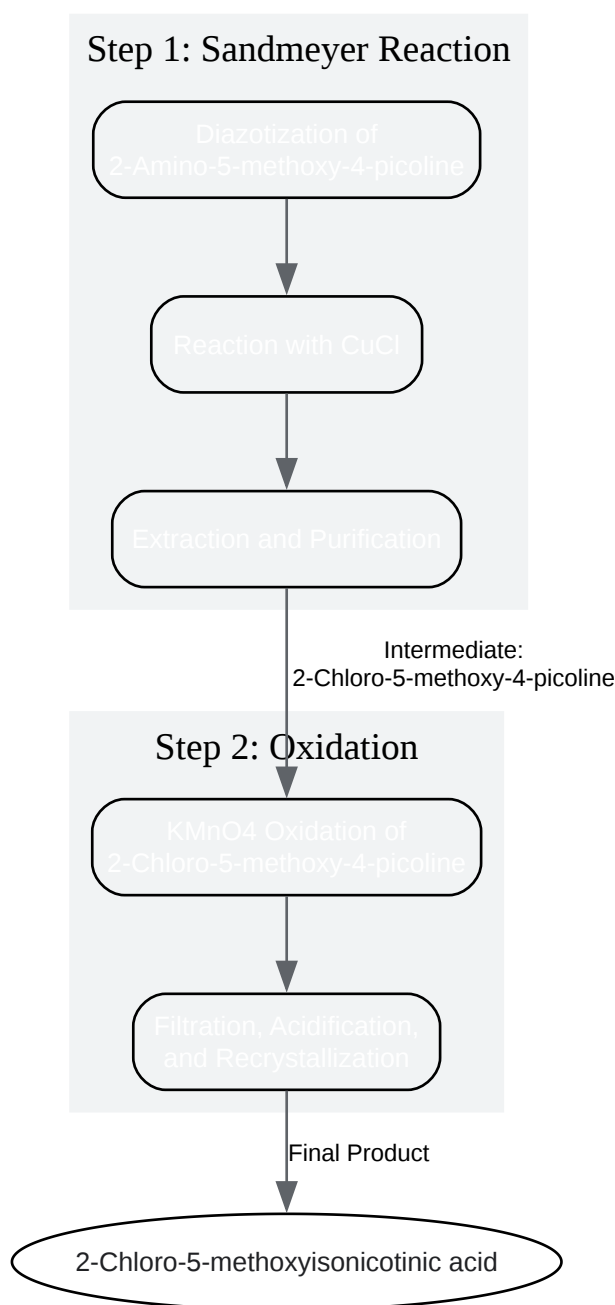 Step 1: Sandmeyer Reaction
Diazotization of
2-Amino-5-methoxy-4-picoline
Reaction with CuCl
Extraction and Purification
Intermediate:
2-Chloro-5-methoxy-4-picoline
Step 2: Oxidation
KMnO4 Oxidation of
2-Chloro-5-methoxy-4-picoline
Filtration, Acidification,
and Recrystallization
Final Product
2-Chloro-5-methoxyisonicotinic acid